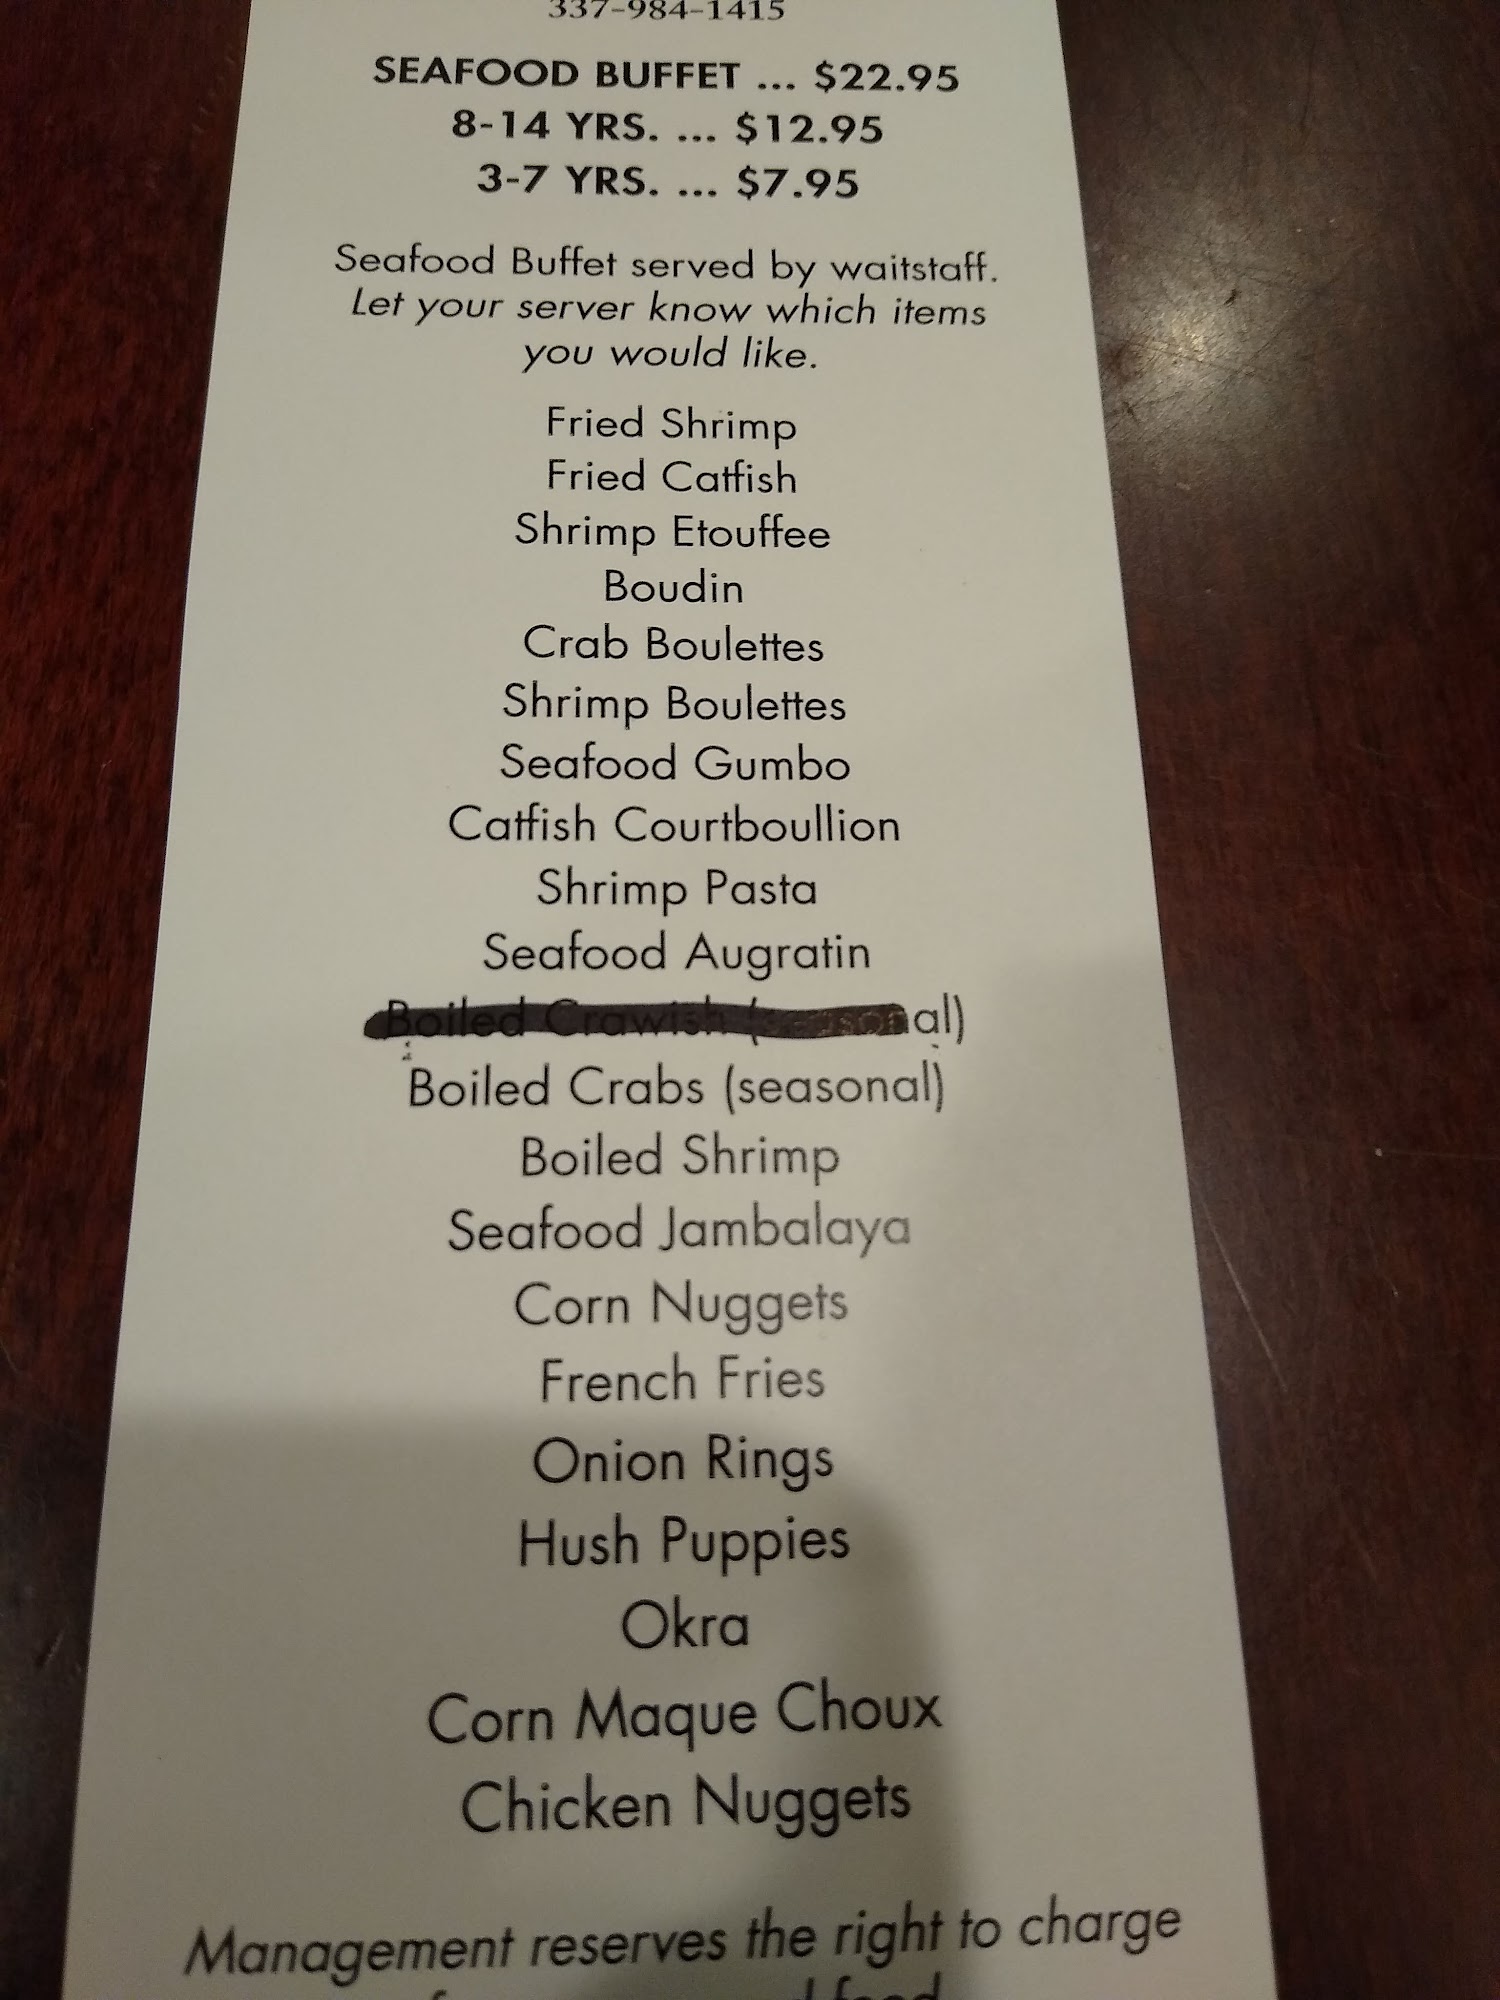 337-984-1415
SEAFOOD BUFFET ... $22.95
8-14 YRS. ... $12.95
3-7 YRS. ... $7.95
Seafood Buffet served by waitstaff.
Let your server know which items
you would like.
Fried Shrimp
Fried Catfish
Shrimp Etouffee
Boudin
Crab Boulettes
Shrimp Boulettes
Seafood Gumbo
Catfish Courtboullion
Shrimp Pasta
Seafood Augratin
Boiled Crawish (seasonal)
Boiled Crabs (seasonal)
Boiled Shrimp
Seafood Jambalaya
Corn Nuggets
French Fries
Onion Rings
Hush Puppies
Okra
Corn Maque Choux
Chicken Nuggets
Management reserves the right to charge
food